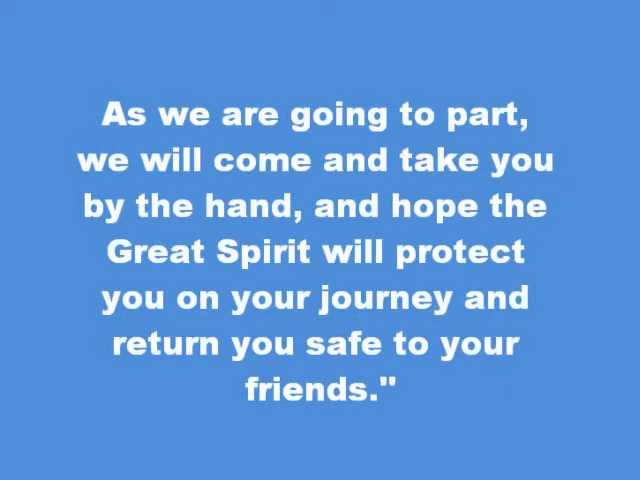 As we are going to part,
we will come and take you
by the hand, and hope the
Great Spirit will protect
you on your journey and
return you safe to your
friends."